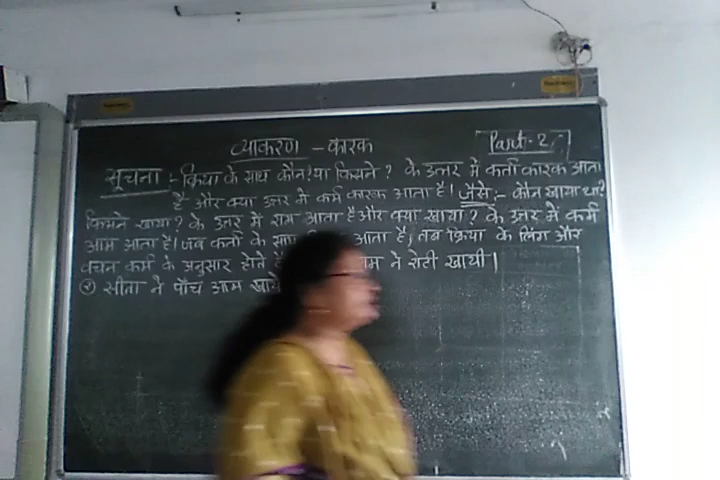 व्याकरण - कारक
Part-2
सूचना :- क्रिया के साथ कौन? या किसने? के उत्तर में कर्ता कारक आता
है और क्या उत्तर में कर्म कारक आता है। जैसे :- कौन खाया था?
किसने खाया? के उत्तर में राम आता है और क्या खाया? के उत्तर में कर्म
आम आता है। जब कर्ता के साथ आता है, तब क्रिया के लिंग और
वचन कर्म के अनुसार होते ने रोटी खायी।
② सीता ने पाँच आम